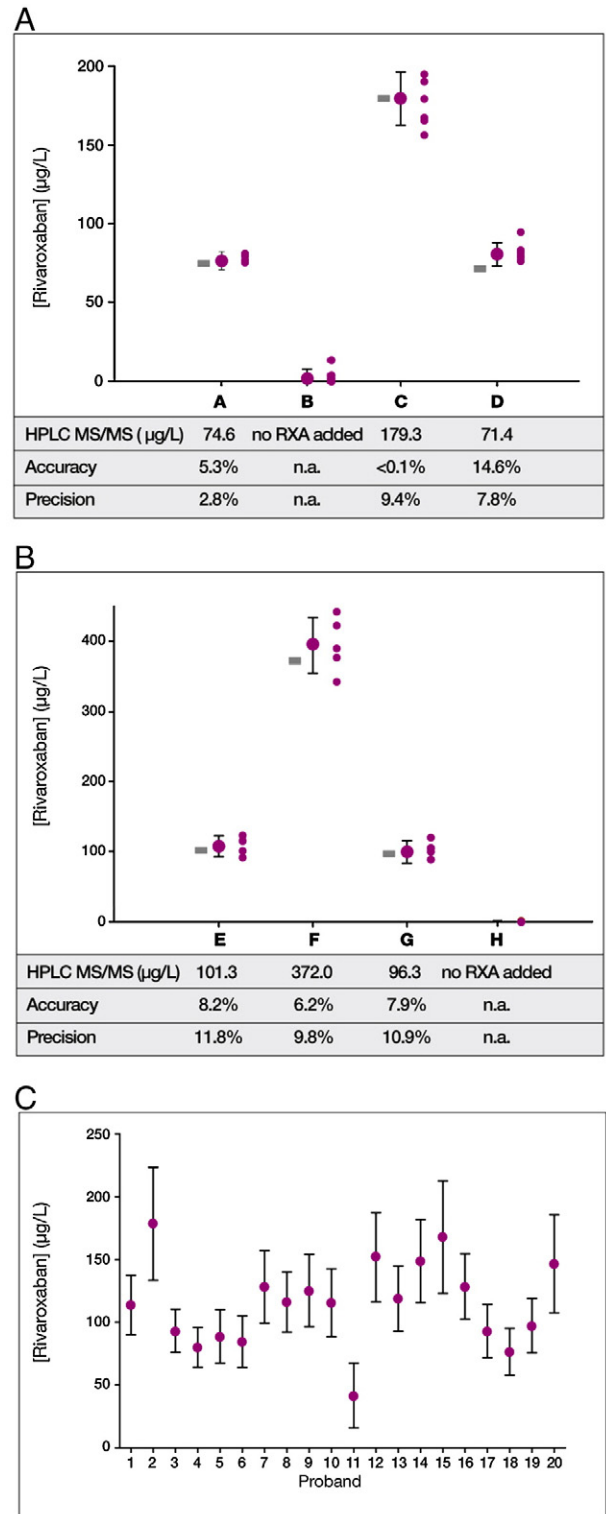 A
[Rivaroxaban] (µg/L)
200
150
100
50
0
A B C D
HPLC MS/MS ( µg/L) 74.6 no RXA added 179.3 71.4
Accuracy 5.3% n.a. <0.1% 14.6%
Precision 2.8% n.a. 9.4% 7.8%
B
[Rivaroxaban] (µg/L)
400
300
200
100
0
E F G H
HPLC MS/MS (µg/L) 101.3 372.0 96.3 no RXA added
Accuracy 8.2% 6.2% 7.9% n.a.
Precision 11.8% 9.8% 10.9% n.a.
C
[Rivaroxaban] (µg/L)
250
200
150
100
50
0
1 2 3 4 5 6 7 8 9 10 11 12 13 14 15 16 17 18 19 20
Proband